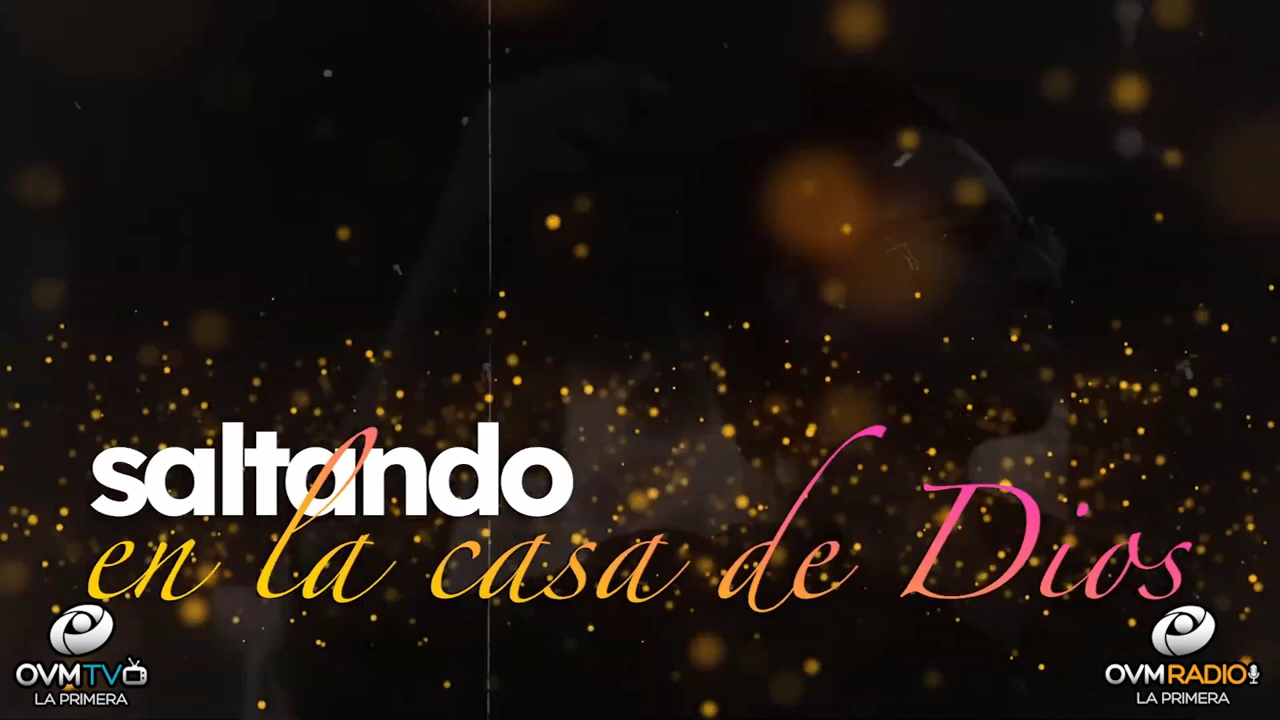 saltando
en la casa de Dios
OVMTV
LA PRIMERA
OVMRADIO
LA PRIMERA